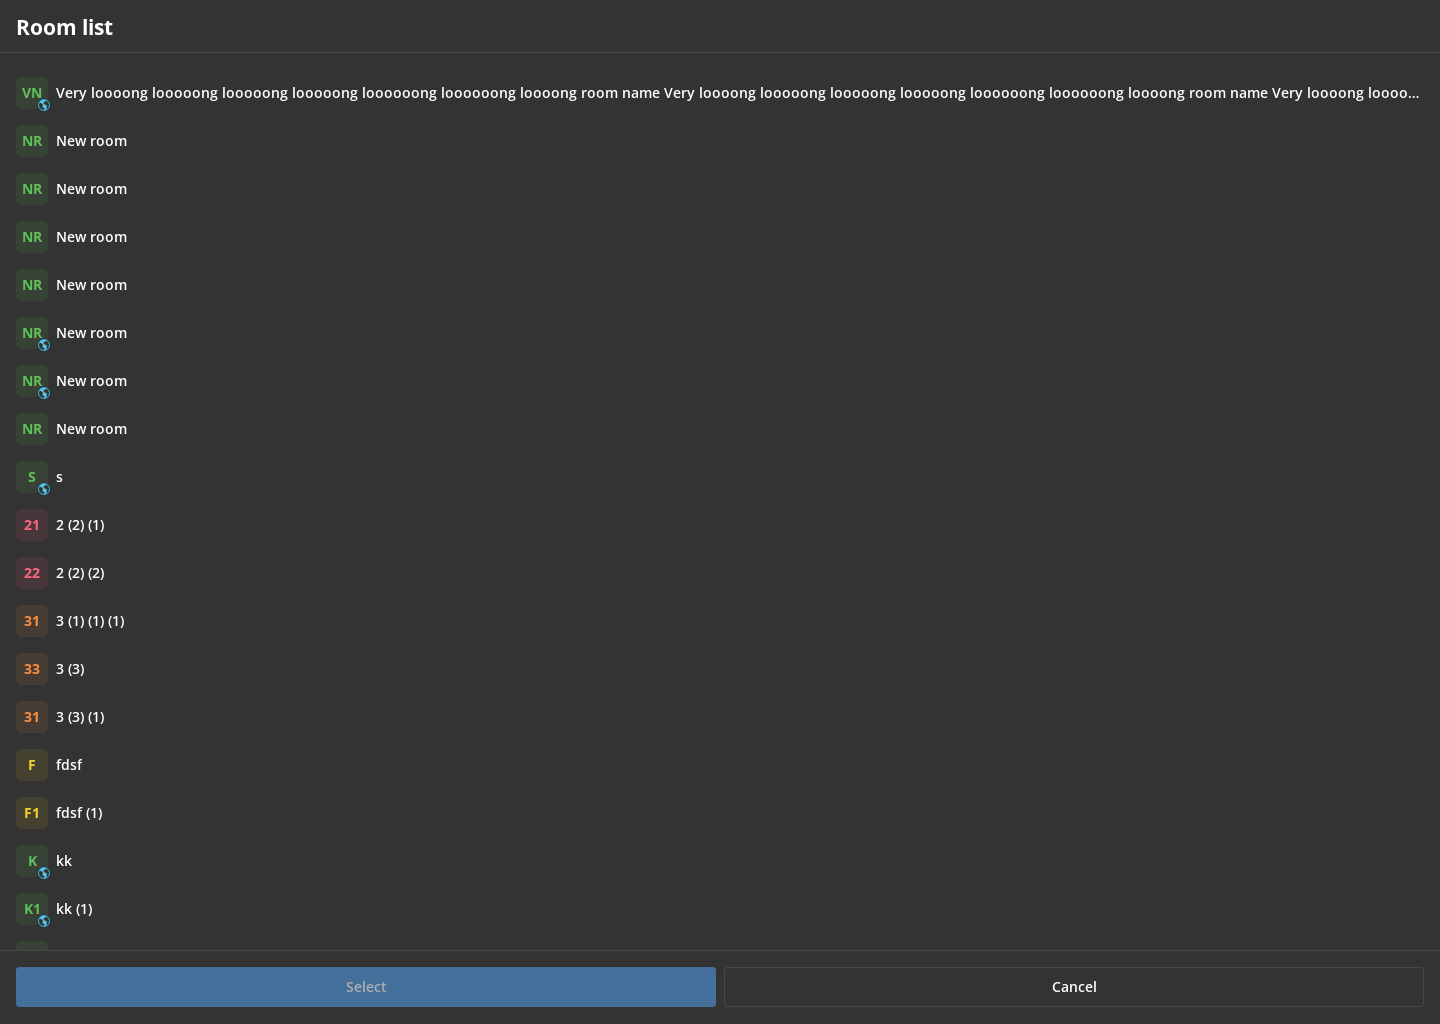 Room list
VN Very loooong looooong looooong looooong loooooong loooooong loooong room name Very loooong looooong looooong looooong loooooong loooooong loooong room name Very loooong loooo...
NR New room
NR New room
NR New room
NR New room
NR New room
NR New room
NR New room
S s
21 2 (2) (1)
22 2 (2) (2)
31 3 (1) (1) (1)
33 3 (3)
31 3 (3) (1)
F fdsf
F1 fdsf (1)
K kk
K1 kk (1)
Select Cancel